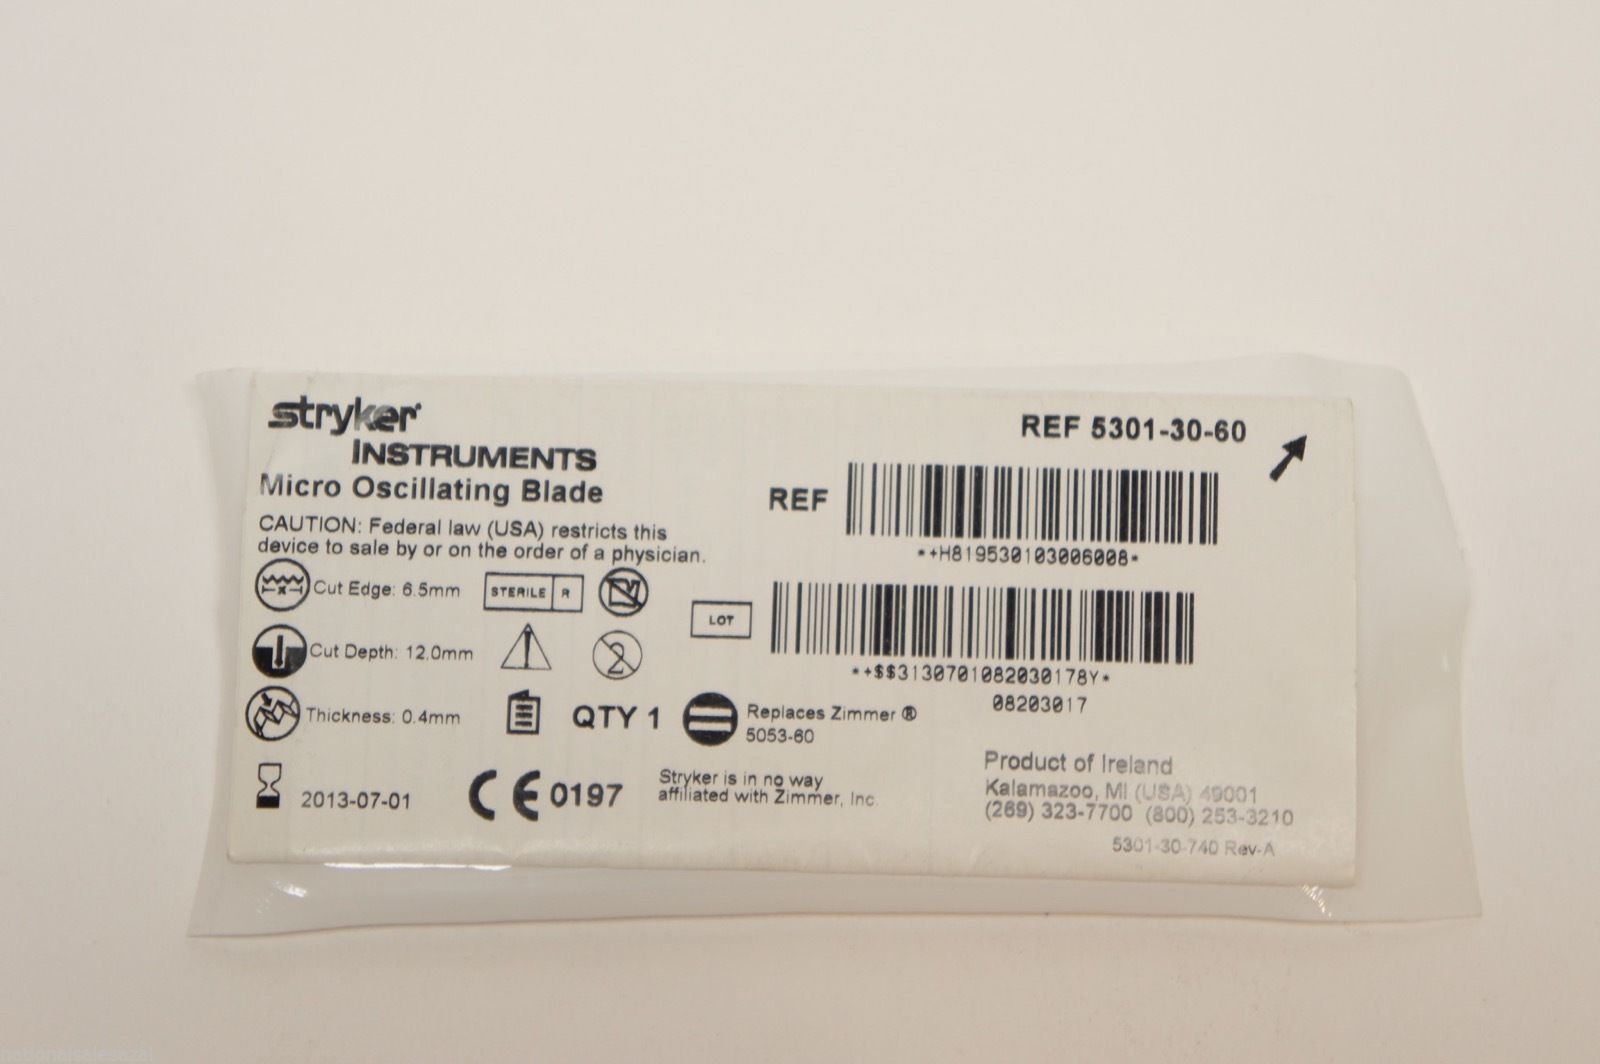 stryker
INSTRUMENTS
Micro Oscillating Blade
CAUTION: Federal law (USA) restricts this
device to sale by or on the order of a physician.
Cut Edge: 6.5mm
STERILE R
Cut Depth: 12.0mm
2
Thickness: 0.4mm
QTY 1
2013-07-01
CE 0197
REF 5301-30-60
REF
*+H819530103006008*
LOT
*+$$3130701082030178Y*
08203017
Replaces Zimmer ®
5053-60
Stryker is in no way
affiliated with Zimmer, Inc.
Product of Ireland
Kalamazoo, MI (USA) 49001
(269) 323-7700 (800) 253-3210
5301-30-740 Rev-A
nationalsalesazal